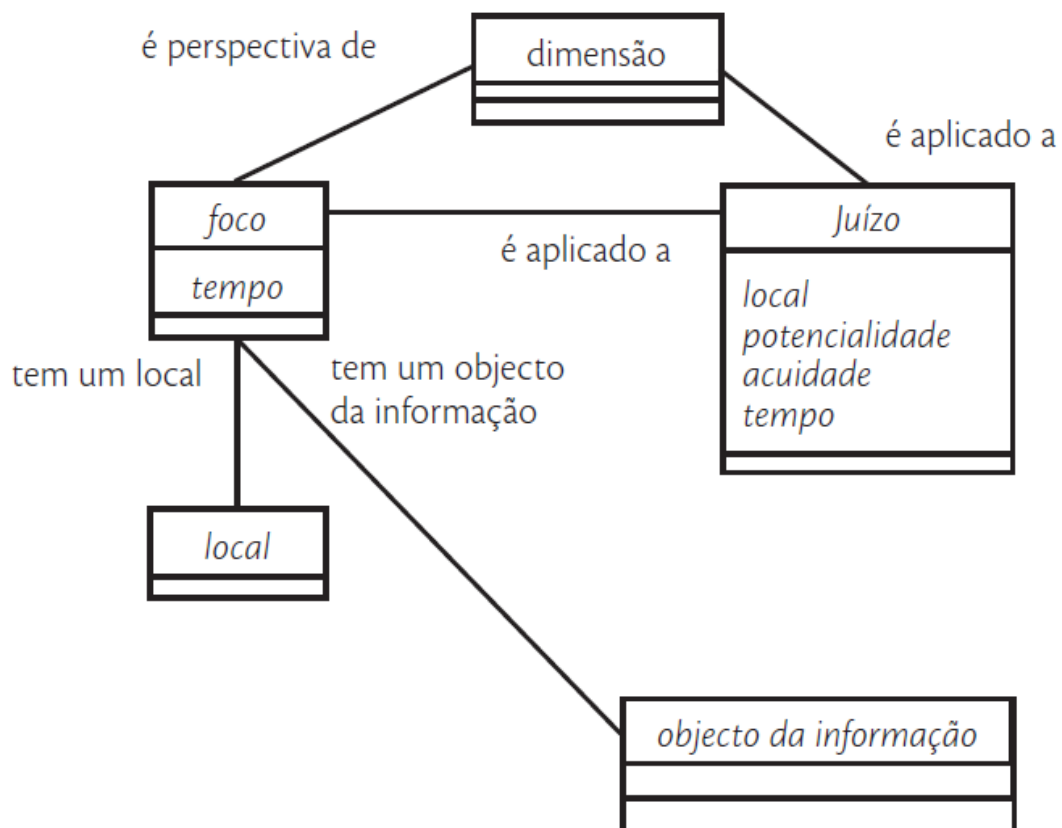 é perspectiva de
dimensão
é aplicado a
foco
tempo
é aplicado a
Juízo
local
potencialidade
acuidade
tempo
tem um local
tem um objecto
da informação
local
objecto da informação